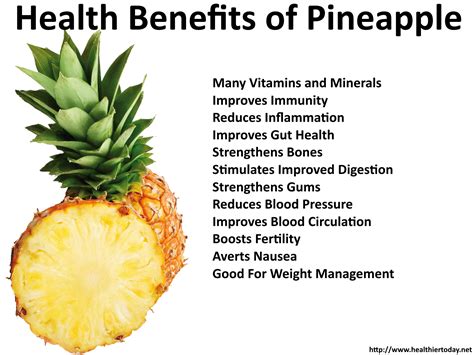 Health Benefits of Pineapple
Many Vitamins and Minerals
Improves Immunity
Reduces Inflammation
Improves Gut Health
Strengthens Bones
Stimulates Improved Digestion
Strengthens Gums
Reduces Blood Pressure
Improves Blood Circulation
Boosts Fertility
Averts Nausea
Good For Weight Management
http://www.healthiertoday.net